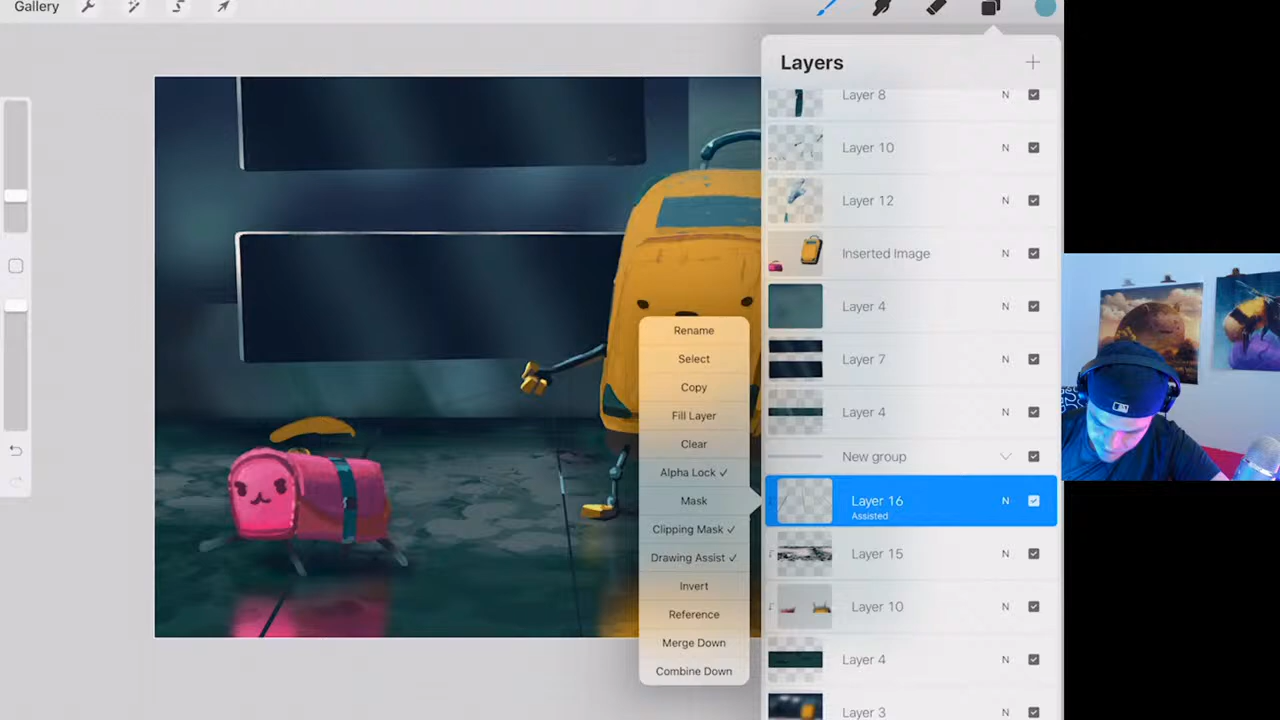 Gallery
Layers
Layer 8 N
Layer 10 N
Layer 12 N
Inserted Image N
Layer 4 N
Layer 7 N
Layer 4 N
New group
Layer 16 N
Assisted
Layer 15 N
Layer 10 N
Layer 4 N
Layer 3 N
Rename
Select
Copy
Fill Layer
Clear
Alpha Lock ✓
Mask
Clipping Mask ✓
Drawing Assist ✓
Invert
Reference
Merge Down
Combine Down